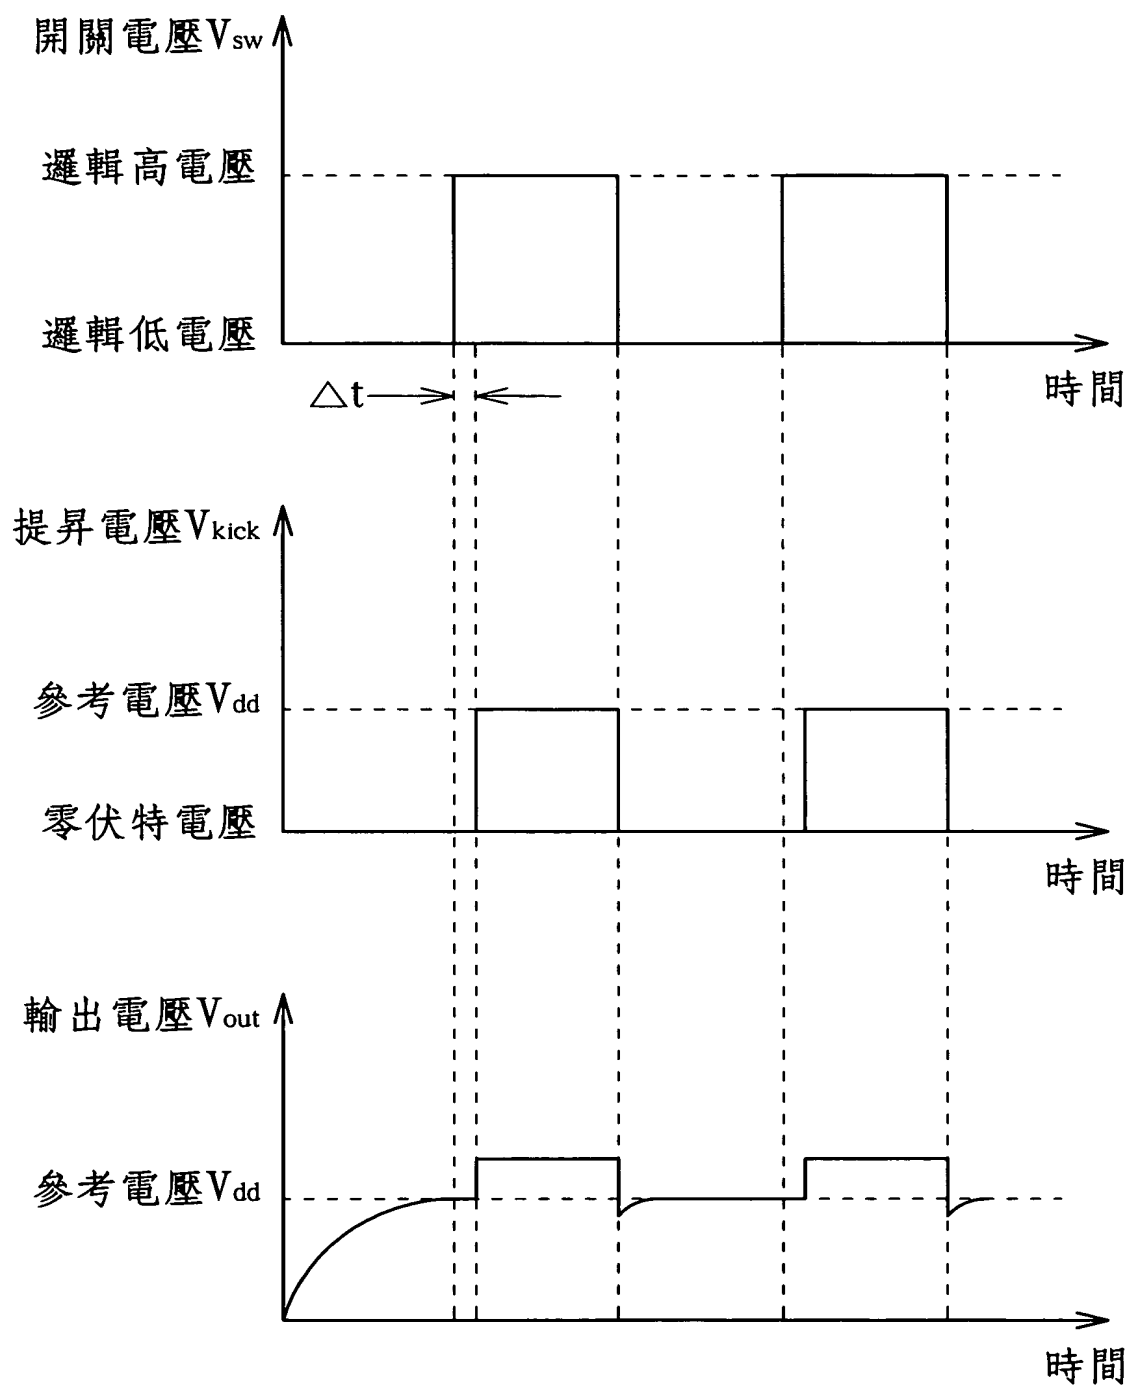 開關電壓Vsw
邏輯高電壓
邏輯低電壓
時間
△t
提昇電壓Vkick
參考電壓Vdd
零伏特電壓
時間
輸出電壓Vout
參考電壓Vdd
時間